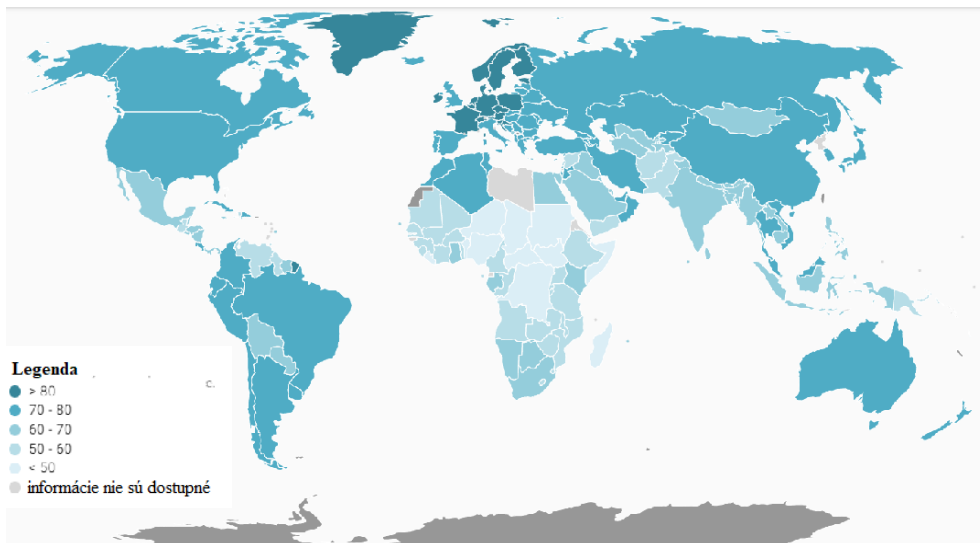 Legenda
c.
> 80
70 - 80
60 - 70
50 - 60
< 50
informácie nie sú dostupné